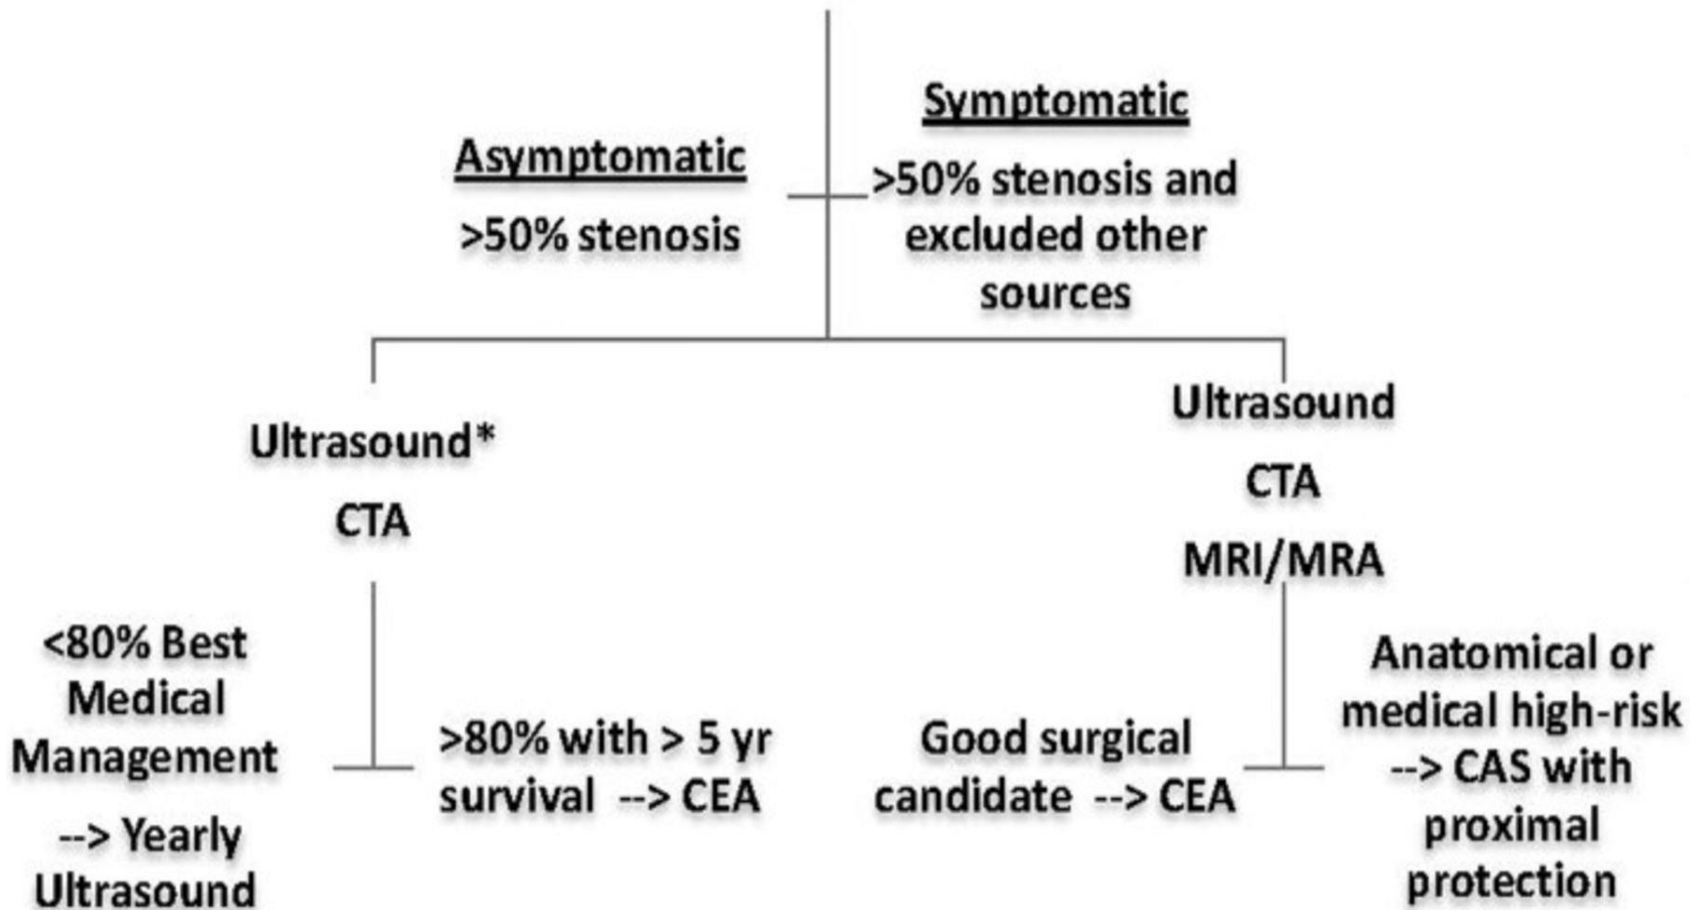 Asymptomatic
>50% stenosis
Symptomatic
>50% stenosis and
excluded other
sources
Ultrasound*
CTA
Ultrasound
CTA
MRI/MRA
<80% Best
Medical
Management
--> Yearly
Ultrasound
>80% with > 5 yr
survival --> CEA
Good surgical
candidate --> CEA
Anatomical or
medical high-risk
--> CAS with
proximal
protection